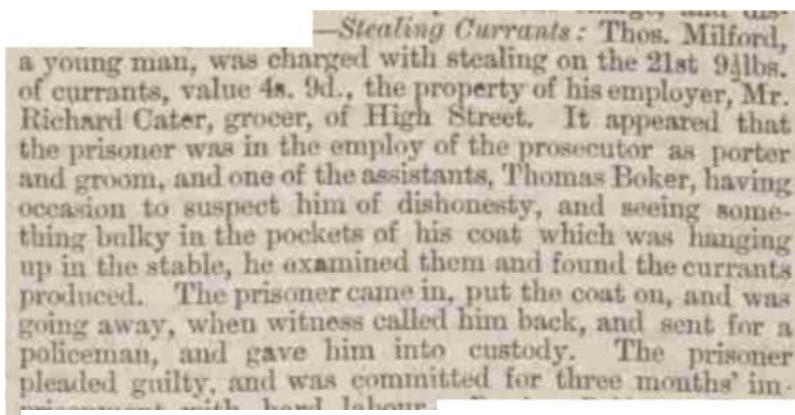 —Stealing Currants: Thos. Milford,
a young man, was charged with stealing on the 21st 9½lbs.
of currants, value 4s. 9d., the property of his employer, Mr.
Richard Cater, grocer, of High Street. It appeared that
the prisoner was in the employ of the prosecutor as porter
and groom, and one of the assistants, Thomas Boker, having
occasion to suspect him of dishonesty, and seeing some-
thing bulky in the pockets of his coat which was hanging
up in the stable, he examined them and found the currants
produced. The prisoner came in, put the coat on, and was
going away, when witness called him back, and sent for a
policeman, and gave him into custody. The prisoner
pleaded guilty, and was committed for three months' im-
prisonment with hard labour